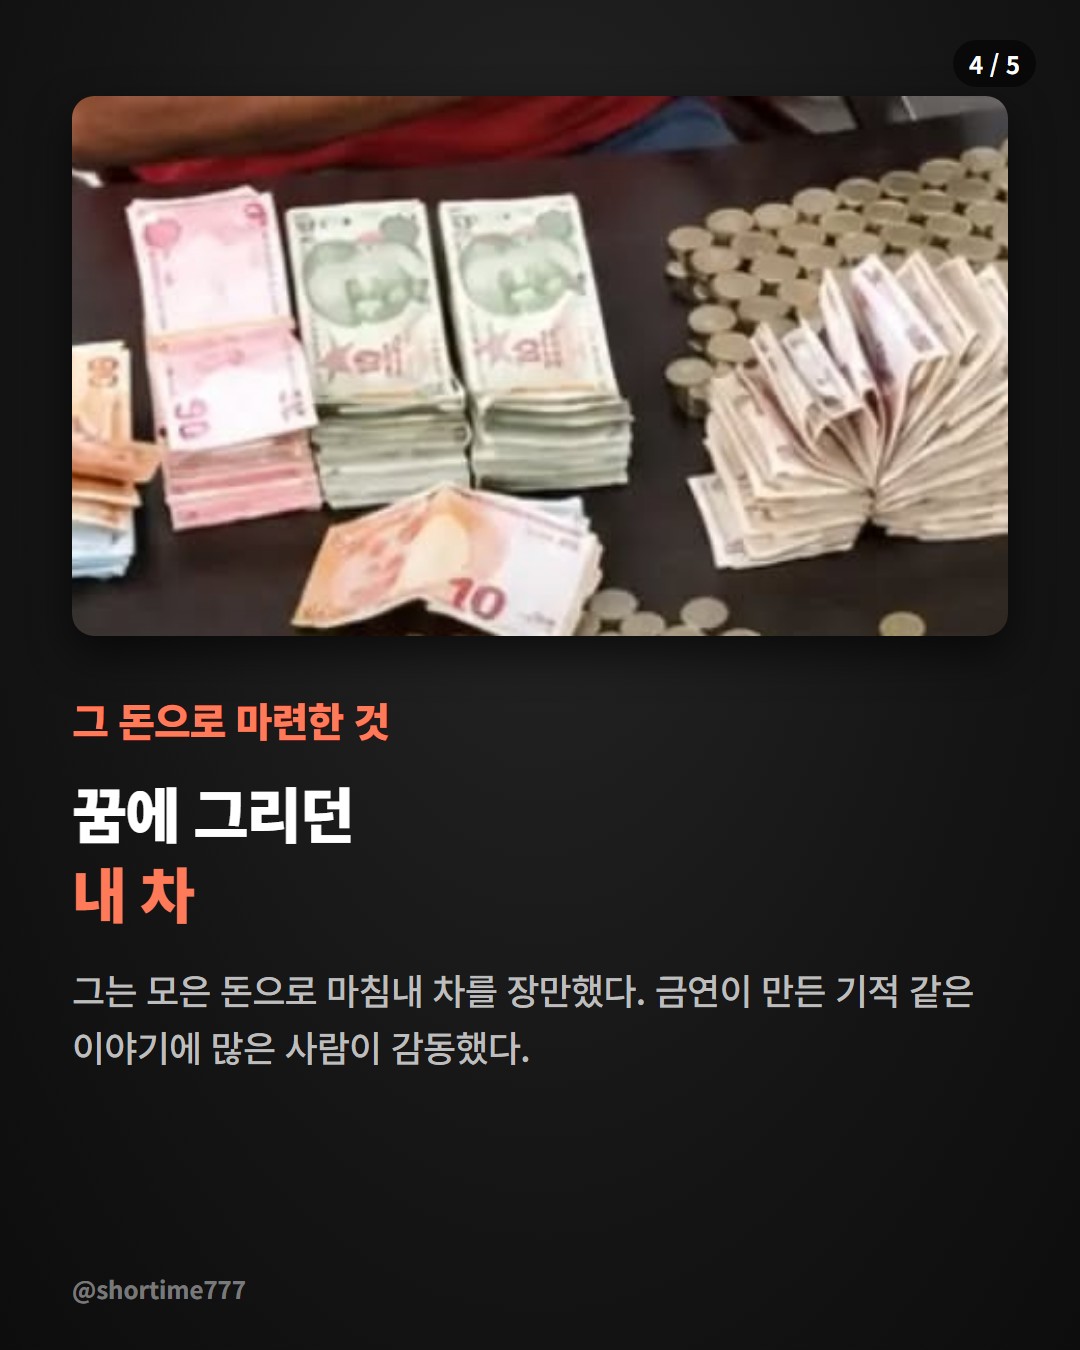 4 / 5
10
그 돈으로 마련한 것
꿈에 그리던
내 차
그는 모은 돈으로 마침내 차를 장만했다. 금연이 만든 기적 같은
이야기에 많은 사람이 감동했다.
@shortime777